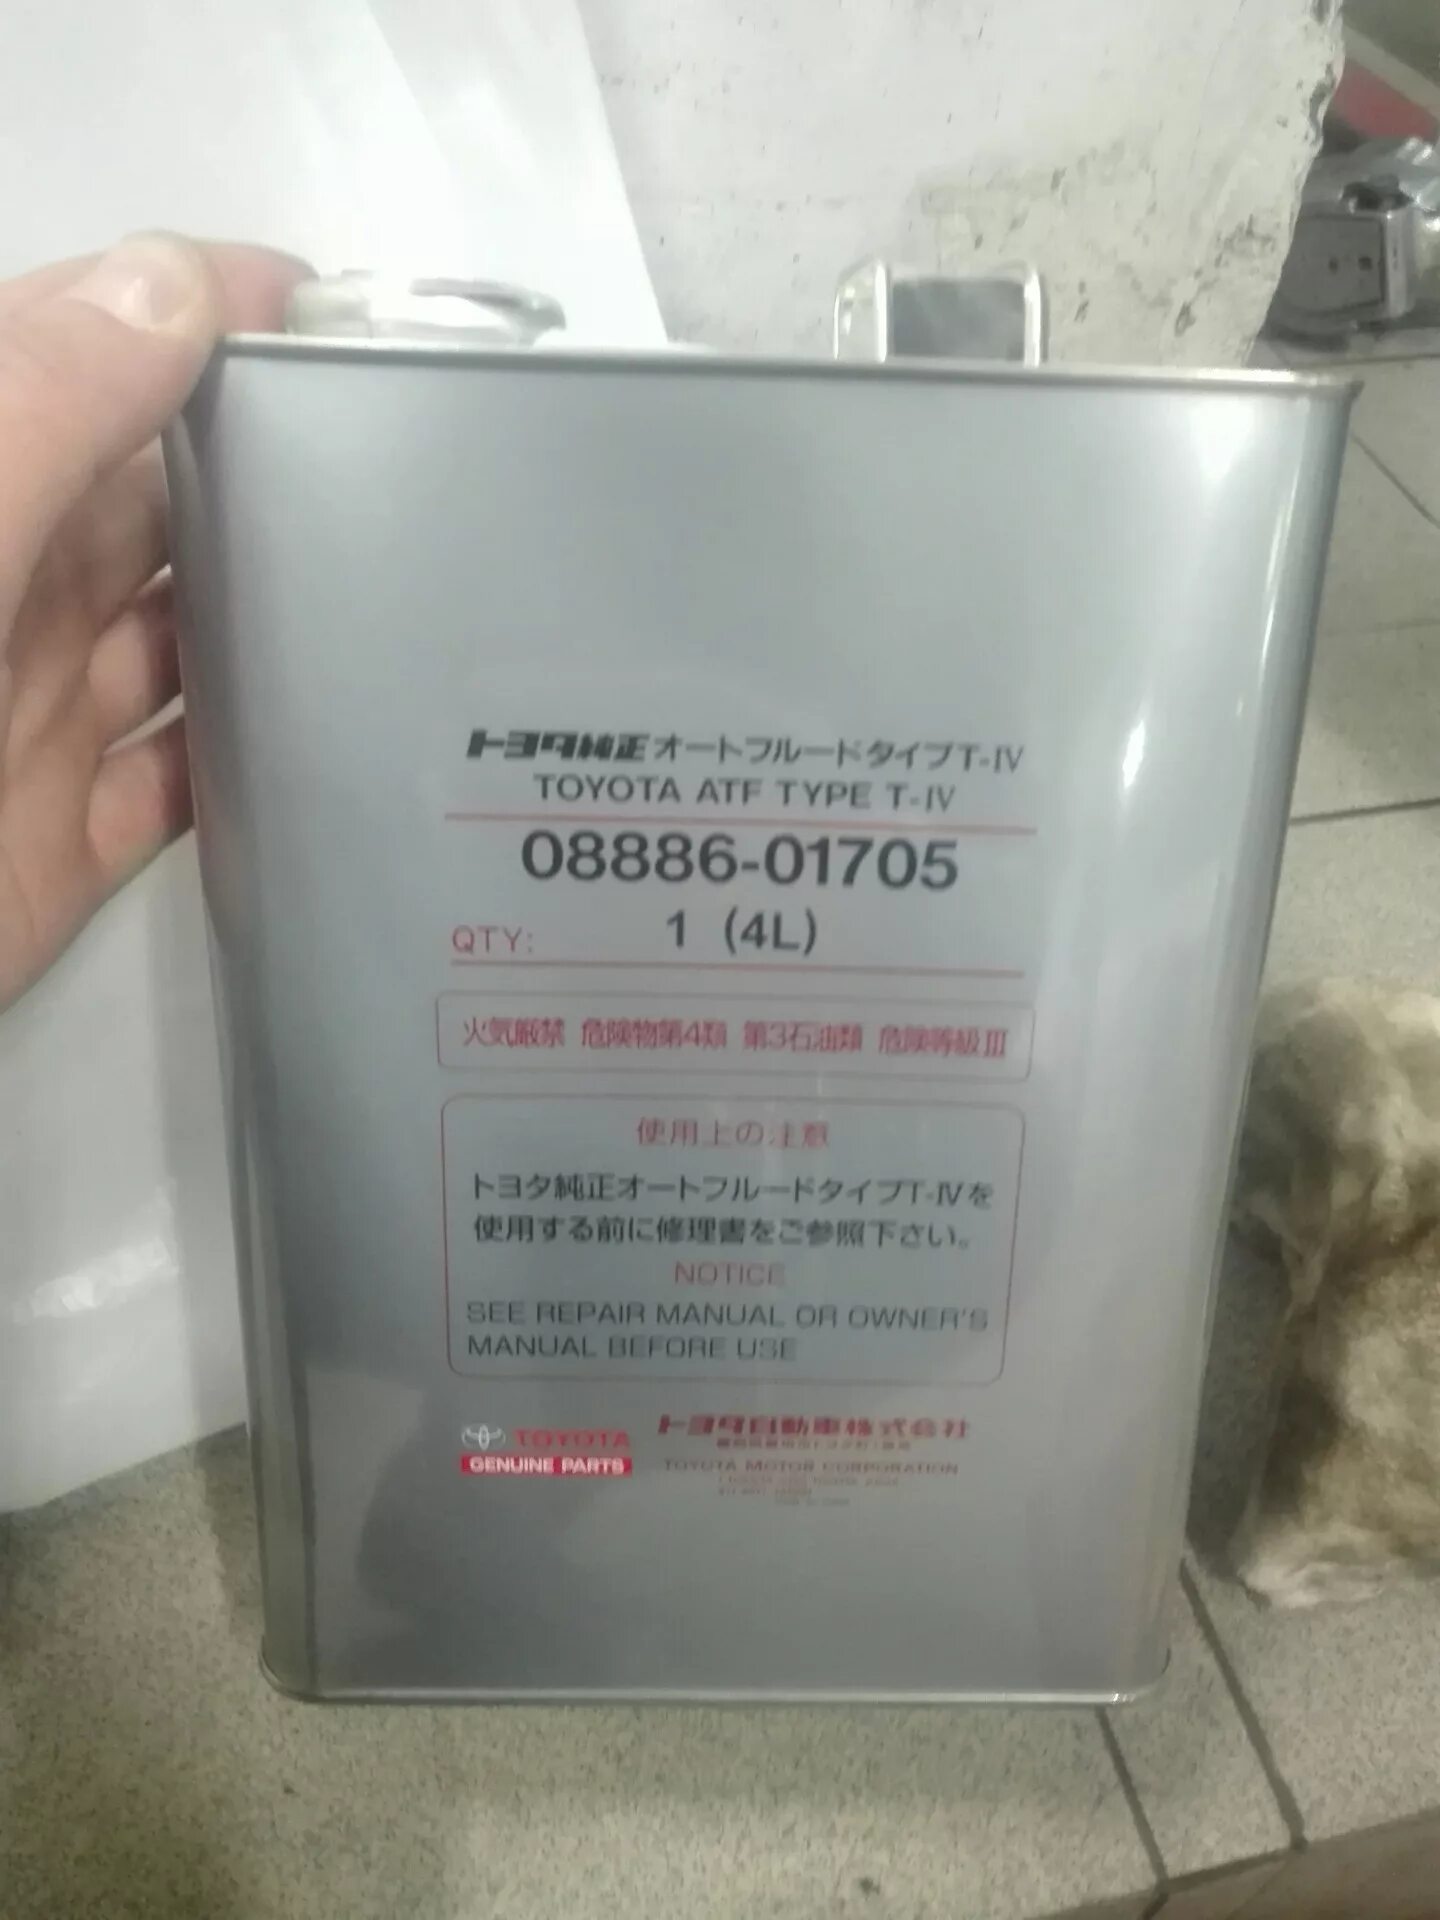 トヨタ純正オートフルードタイプT-IV
TOYOTA ATF TYPE T-IV
08886-01705
QTY: 1 (4L)
火気厳禁 危険物第4類 第3石油類 危険等級III
使用上の注意
トヨタ純正オートフルードタイプT-IVを
使用する前に修理書をご参照下さい。
NOTICE
SEE REPAIR MANUAL OR OWNER'S
MANUAL BEFORE USE
TOYOTA
GENUINE PARTS
トヨタ自動車株式会社
TOYOTA MOTOR CORPORATION